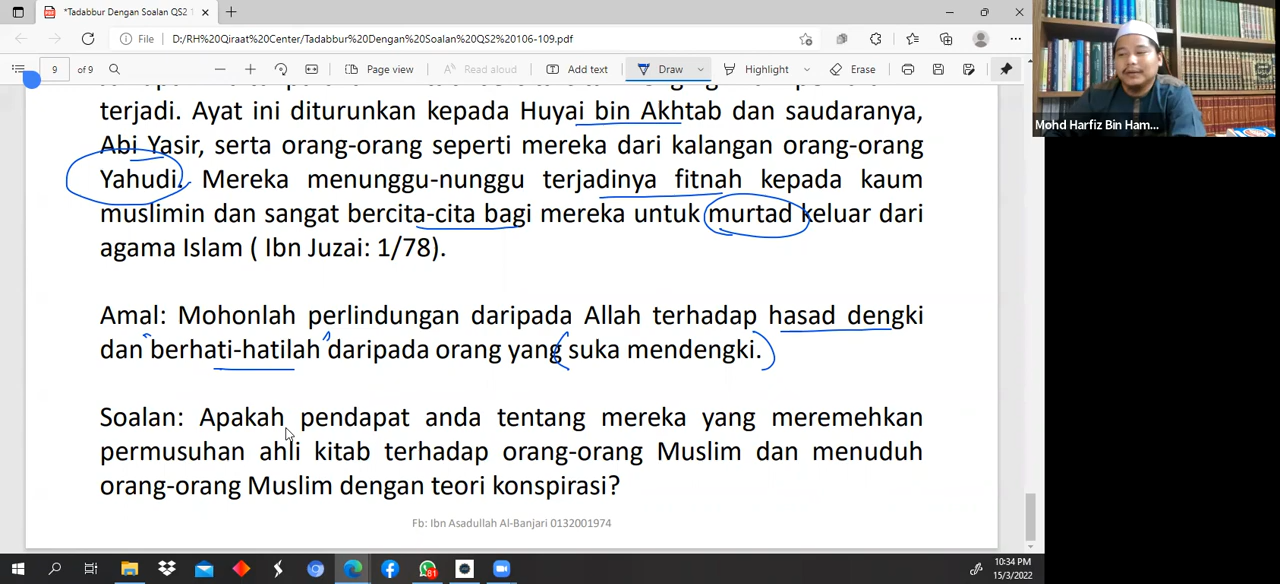 *Tadabbur Dengan Soalan QS2 1
File
D:/RH%20Qiraat%20Center/Tadabbur%20Dengan%20Soalan%20QS2%20106-109.pdf
9 of 9
Page view
Read aloud
Add text
Draw
Highlight
Erase
Mohd Harfiz Bin Ham...
terjadi. Ayat ini diturunkan kepada Huyai bin Akhtab dan saudaranya,
Abi Yasir, serta orang-orang seperti mereka dari kalangan orang-orang
Yahudi. Mereka menunggu-nunggu terjadinya fitnah kepada kaum
muslimin dan sangat bercita-cita bagi mereka untuk murtad keluar dari
agama Islam ( Ibn Juzai: 1/78).
Amal: Mohonlah perlindungan daripada Allah terhadap hasad dengki
dan berhati-hatilah daripada orang yang suka mendengki.
Soalan: Apakah pendapat anda tentang mereka yang meremehkan
permusuhan ahli kitab terhadap orang-orang Muslim dan menuduh
orang-orang Muslim dengan teori konspirasi?
Fb: Ibn Asadullah Al-Banjari 0132001974
81
10:34 PM
15/3/2022